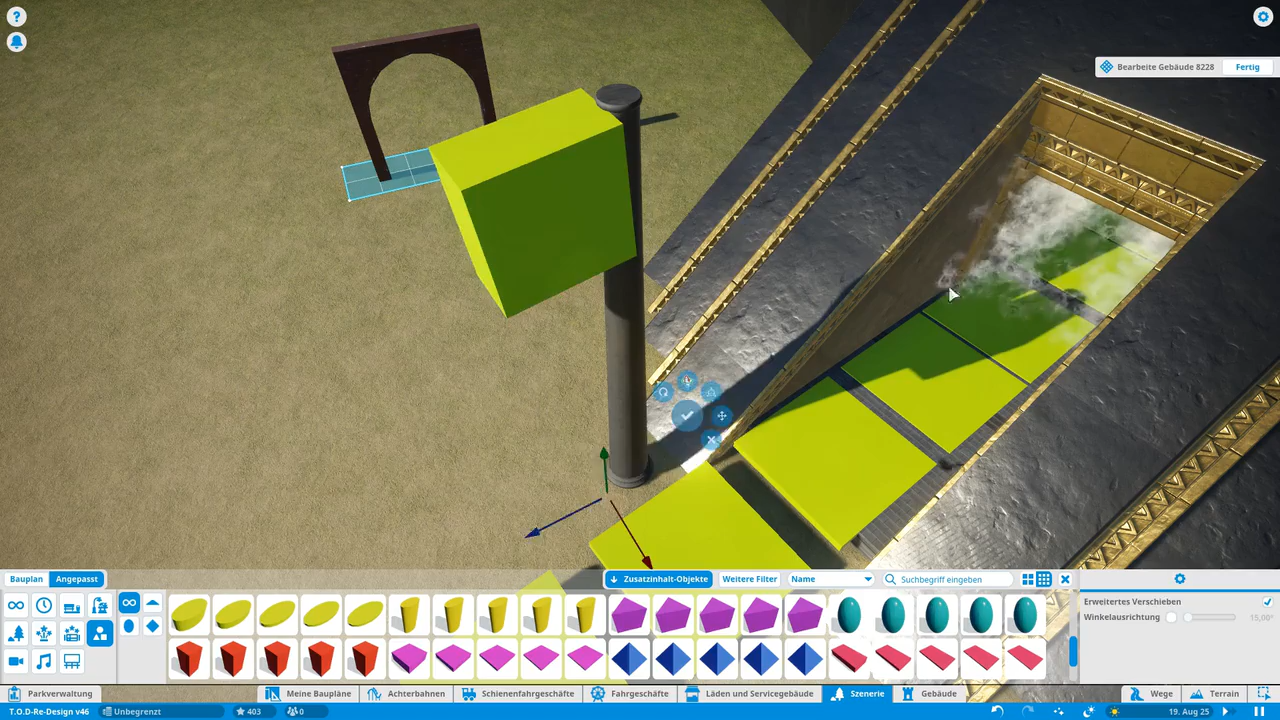 ?
Bearbeite Gebäude 8228 Fertig
Bauplan Angepasst
Zusatzinhalt-Objekte Weitere Filter Name Suchbegriff eingeben
Erweitertes Verschieben
Winkelausrichtung 15,00°
Parkverwaltung Meine Baupläne Achterbahnen Schienenfahrgeschäfte Fahrgeschäfte Läden und Servicegebäude Szenerie Gebäude Wege Terrain
T.O.D-Re-Design v46 Unbegrenzt 403 0 19. Aug 25